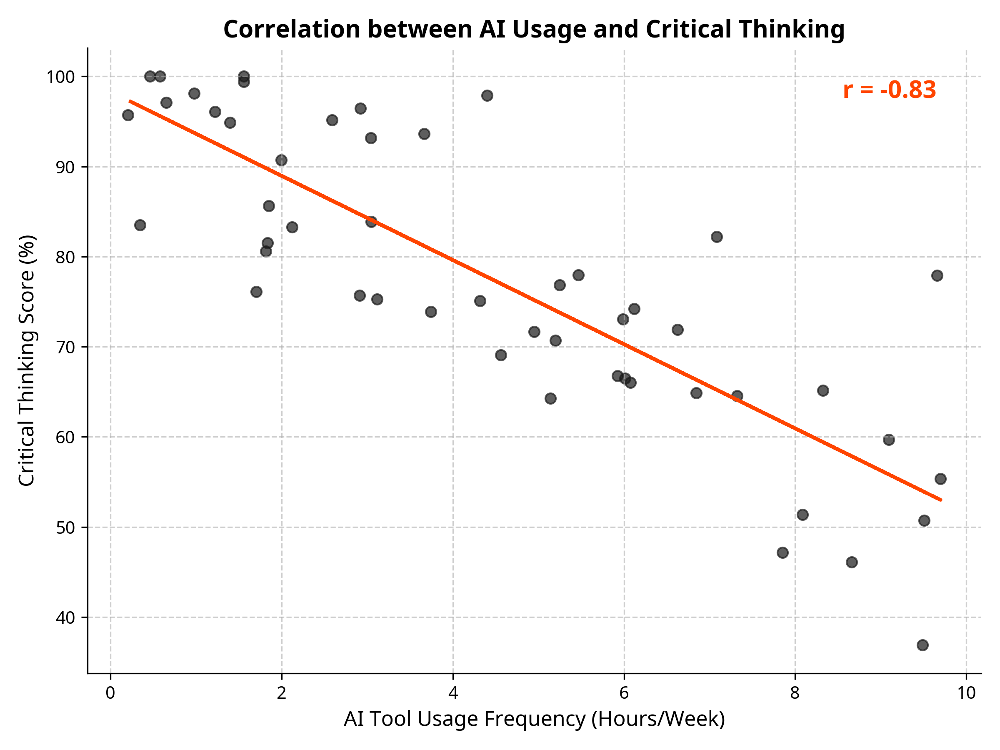 Correlation between AI Usage and Critical Thinking
r = -0.83
100
90
80
70
60
50
40
Critical Thinking Score (%)
0 2 4 6 8 10
AI Tool Usage Frequency (Hours/Week)